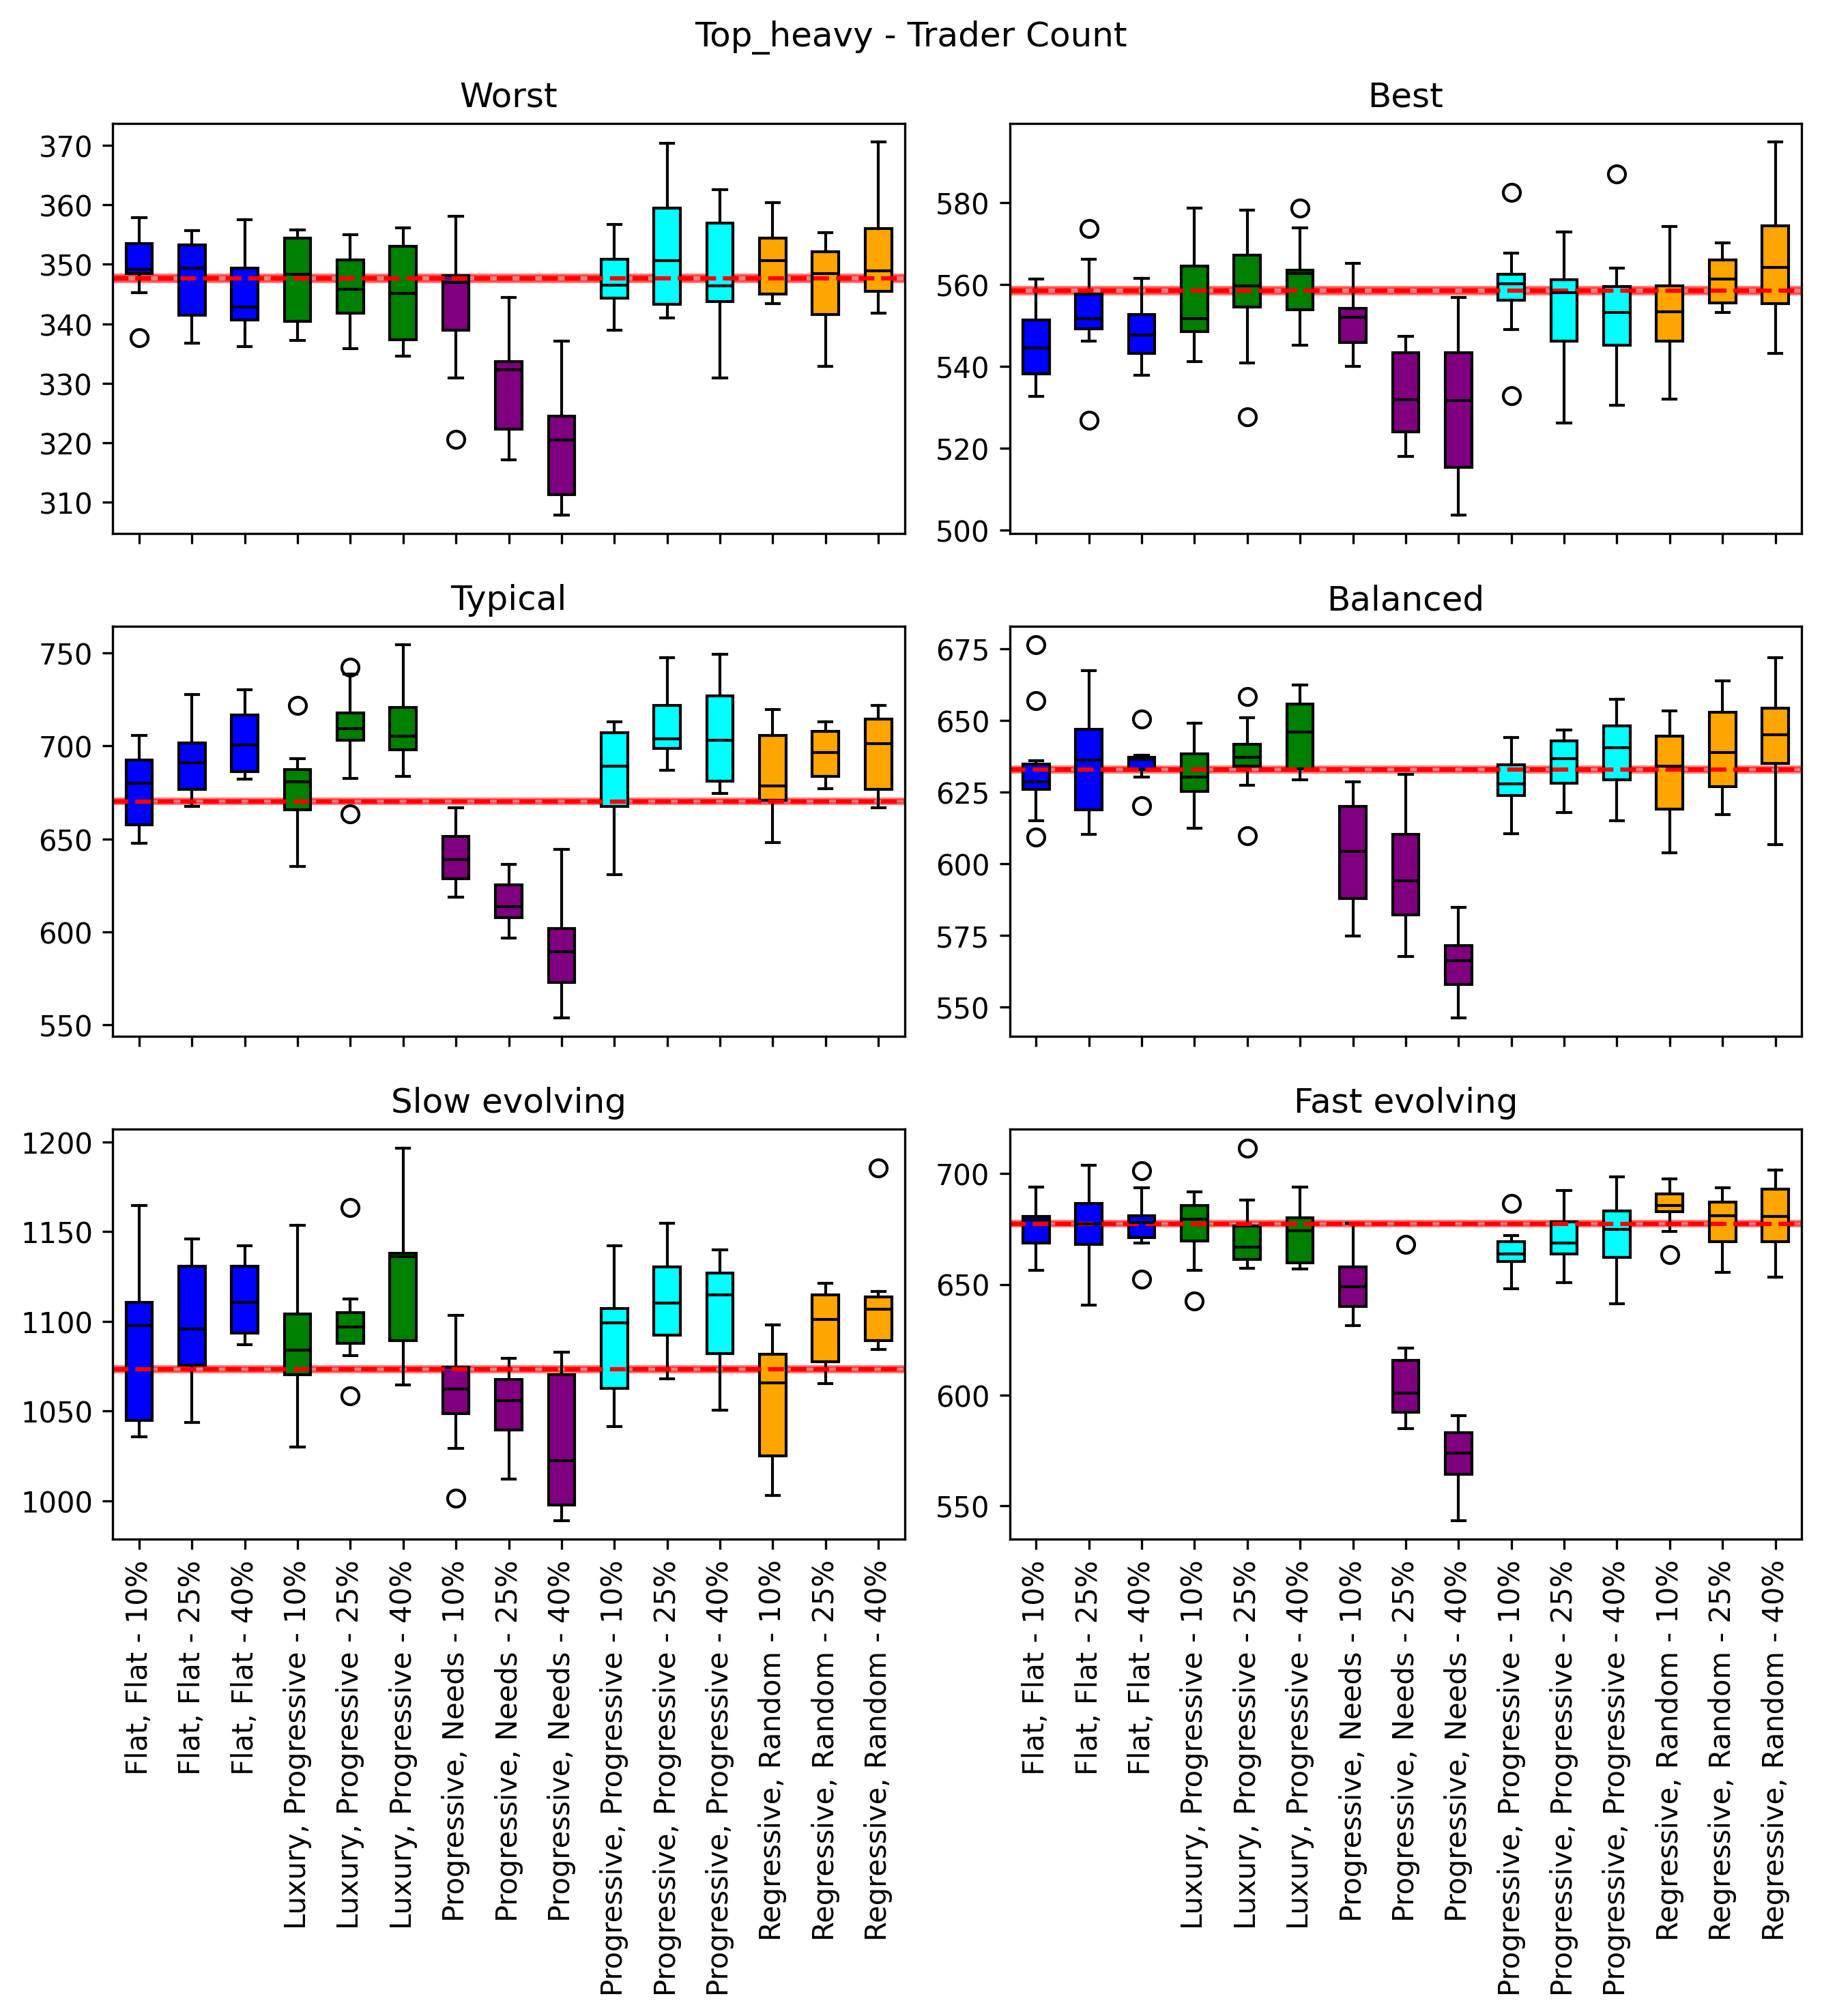 Top_heavy - Trader Count
Worst
370
360
350
340
330
320
310
Best
580
560
540
520
500
Typical
750
700
650
600
550
Balanced
675
650
625
600
575
550
Slow evolving
1200
1150
1100
1050
1000
Fast evolving
700
650
600
550
Flat, Flat - 10%
Flat, Flat - 25%
Flat, Flat - 40%
Luxury, Progressive - 10%
Luxury, Progressive - 25%
Luxury, Progressive - 40%
Progressive, Needs - 10%
Progressive, Needs - 25%
Progressive, Needs - 40%
Progressive, Progressive - 10%
Progressive, Progressive - 25%
Progressive, Progressive - 40%
Regressive, Random - 10%
Regressive, Random - 25%
Regressive, Random - 40%
Flat, Flat - 10%
Flat, Flat - 25%
Flat, Flat - 40%
Luxury, Progressive - 10%
Luxury, Progressive - 25%
Luxury, Progressive - 40%
Progressive, Needs - 10%
Progressive, Needs - 25%
Progressive, Needs - 40%
Progressive, Progressive - 10%
Progressive, Progressive - 25%
Progressive, Progressive - 40%
Regressive, Random - 10%
Regressive, Random - 25%
Regressive, Random - 40%